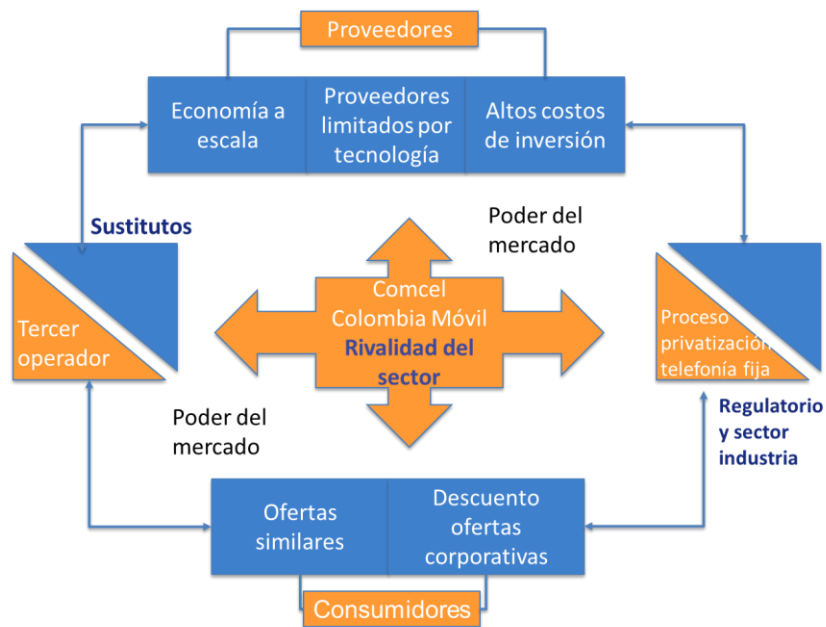 Proveedores
Economía a
escala
Proveedores
limitados por
tecnología
Altos costos
de inversión
Sustitutos
Poder del
mercado
Tercer
operador
Comcel
Colombia Móvil
Rivalidad del
sector
Proceso
privatización
telefonía fija
Poder del
mercado
Regulatorio
y sector
industria
Ofertas
similares
Descuento
ofertas
corporativas
Consumidores